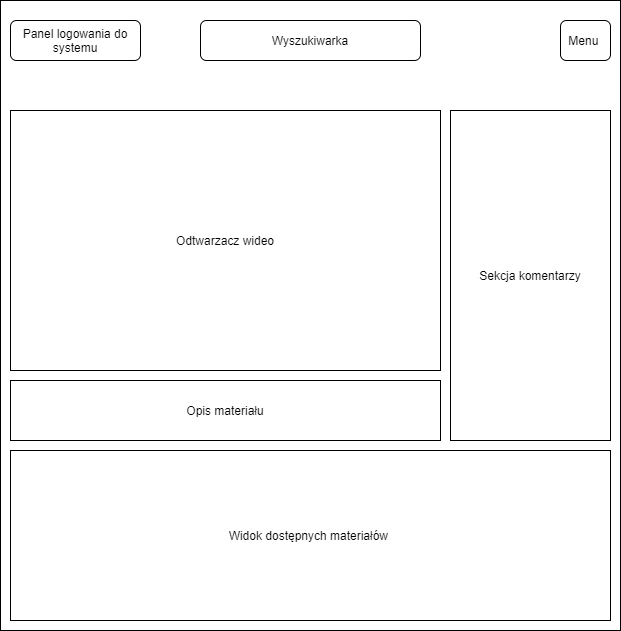 Panel logowania do
systemu
Wyszukiwarka
Menu
Odtwarzacz wideo
Sekcja komentarzy
Opis materiału
Widok dostępnych materiałów